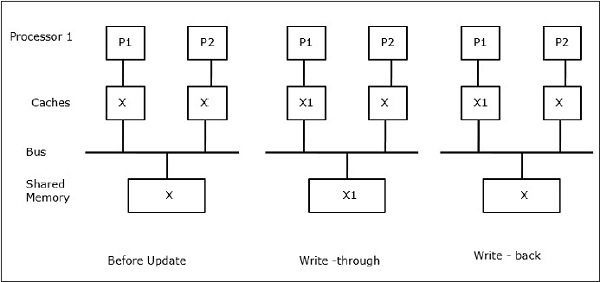 Processor 1 P1 P2 P1 P2 P1 P2
Caches X X X1 X X1 X
Bus
Shared
Memory X X1 X
Before Update Write -through Write - back